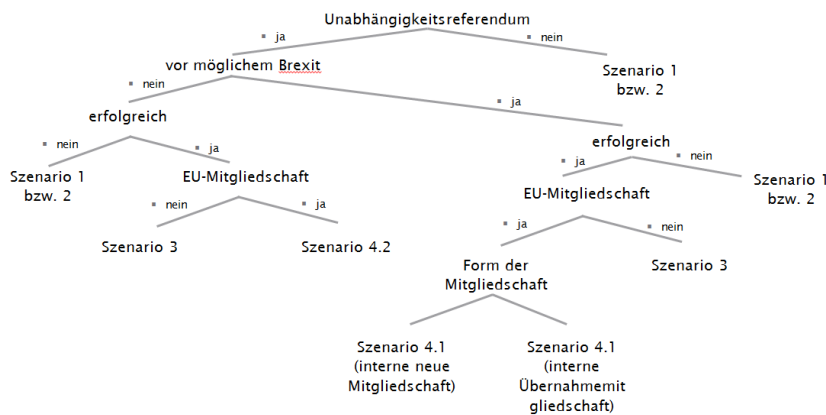 Unabhängigkeitsreferendum
ja
nein
vor möglichem Brexit
Szenario 1
bzw. 2
nein
ja
erfolgreich
erfolgreich
nein
ja
ja
nein
Szenario 1
bzw. 2
EU-Mitgliedschaft
EU-Mitgliedschaft
Szenario 1
bzw. 2
nein
ja
ja
nein
Szenario 3
Szenario 4.2
Form der
Mitgliedschaft
Szenario 3
Szenario 4.1
(interne neue
Mitgliedschaft)
Szenario 4.1
(interne
Übernahmemit
gliedschaft)